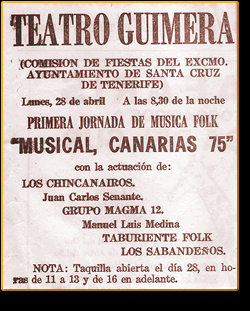 TEATRO GUIMERA
(COMISION DE FIESTAS DEL EXCMO.
AYUNTAMIENTO DE SANTA CRUZ
DE TENERIFE)
Lunes, 28 de abril A las 8,30 de la noche
PRIMERA JORNADA DE MUSICA FOLK
"MUSICAL, CANARIAS 75"
con la actuación de:
LOS CHINCANAIROS.
Juan Carlos Senante.
GRUPO MAGMA 12.
Manuel Luis Medina
TABURIENTE FOLK
LOS SABANDEÑOS.
NOTA: Taquilla abierta el día 28, en ho-
ras de 11 a 13 y de 16 en adelante.